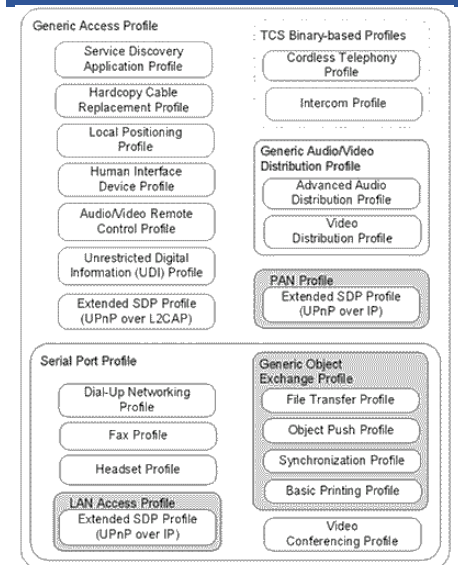 Generic Access Profile
Service Discovery
Application Profile
Hardcopy Cable
Replacement Profile
Local Positioning
Profile
Human Interface
Device Profile
Audio/Video Remote
Control Profile
Unrestricted Digital
Information (UDI) Profile
Extended SDP Profile
(UPnP over L2CAP)
TCS Binary-based Profiles
Cordless Telephony
Profile
Intercom Profile
Generic Audio/Video
Distribution Profile
Advanced Audio
Distribution Profile
Video
Distribution Profile
PAN Profile
Extended SDP Profile
(UPnP over IP)
Serial Port Profile
Dial-Up Networking
Profile
Fax Profile
Headset Profile
LAN Access Profile
Extended SDP Profile
(UPnP over IP)
Generic Object
Exchange Profile
File Transfer Profile
Object Push Profile
Synchronization Profile
Basic Printing Profile
Video
Conferencing Profile